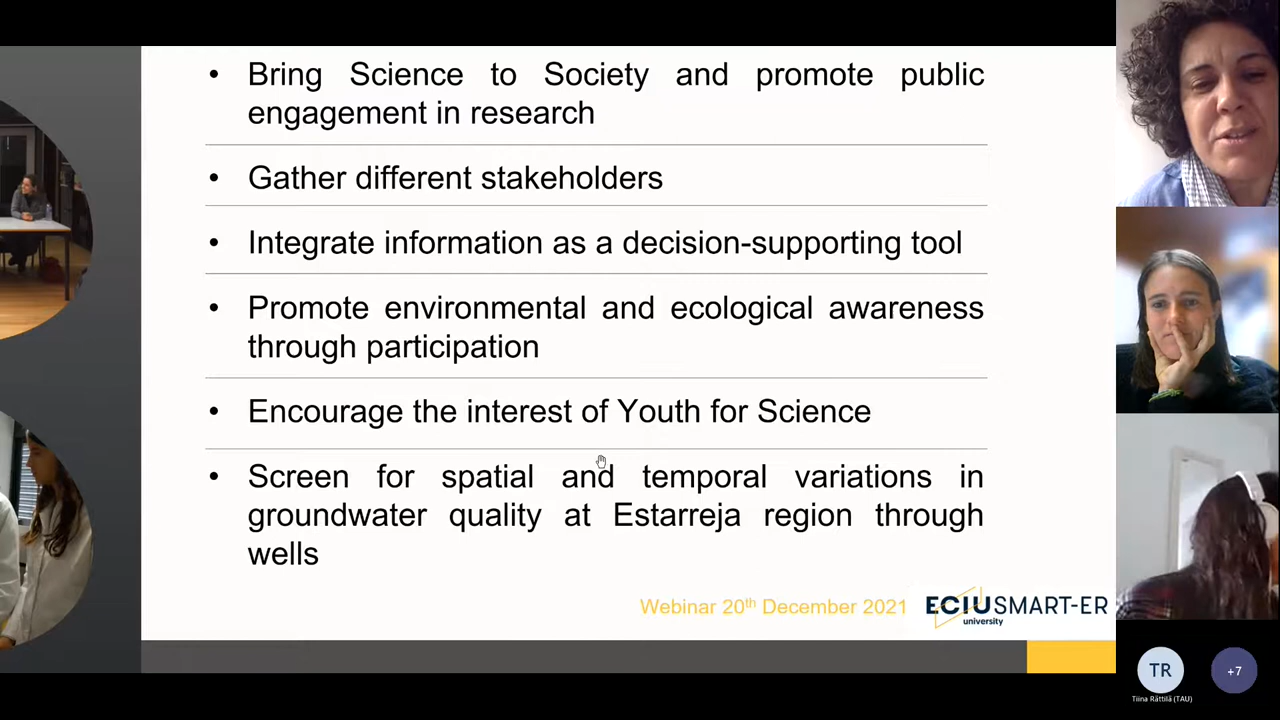 • Bring Science to Society and promote public
engagement in research
• Gather different stakeholders
• Integrate information as a decision-supporting tool
• Promote environmental and ecological awareness
through participation
• Encourage the interest of Youth for Science
• Screen for spatial and temporal variations in
groundwater quality at Estarreja region through
wells
Webinar 20th December 2021
ECIU SMART-ER
university
TR
+7
Tiina Rättilä (TAU)